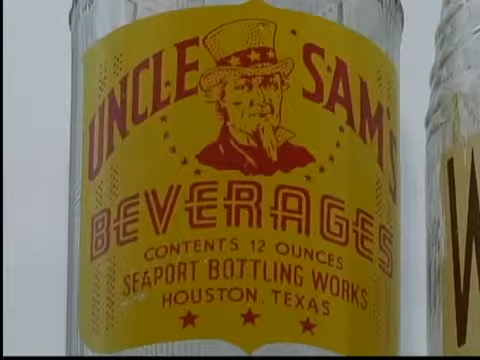 UNCLE SAM'S
BEVERAGES
CONTENTS 12 OUNCES
SEAPORT BOTTLING WORKS
HOUSTON, TEXAS
W